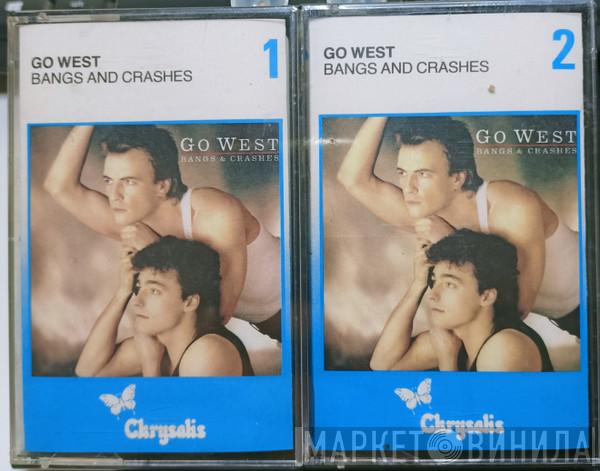 GO WEST
BANGS AND CRASHES
1
GO WEST
BANGS & CRASHES
Chrysalis
GO WEST
BANGS AND CRASHES
2
GO WEST
BANGS & CRASHES
Chrysalis
МАРКЕТ ВИНИЛА